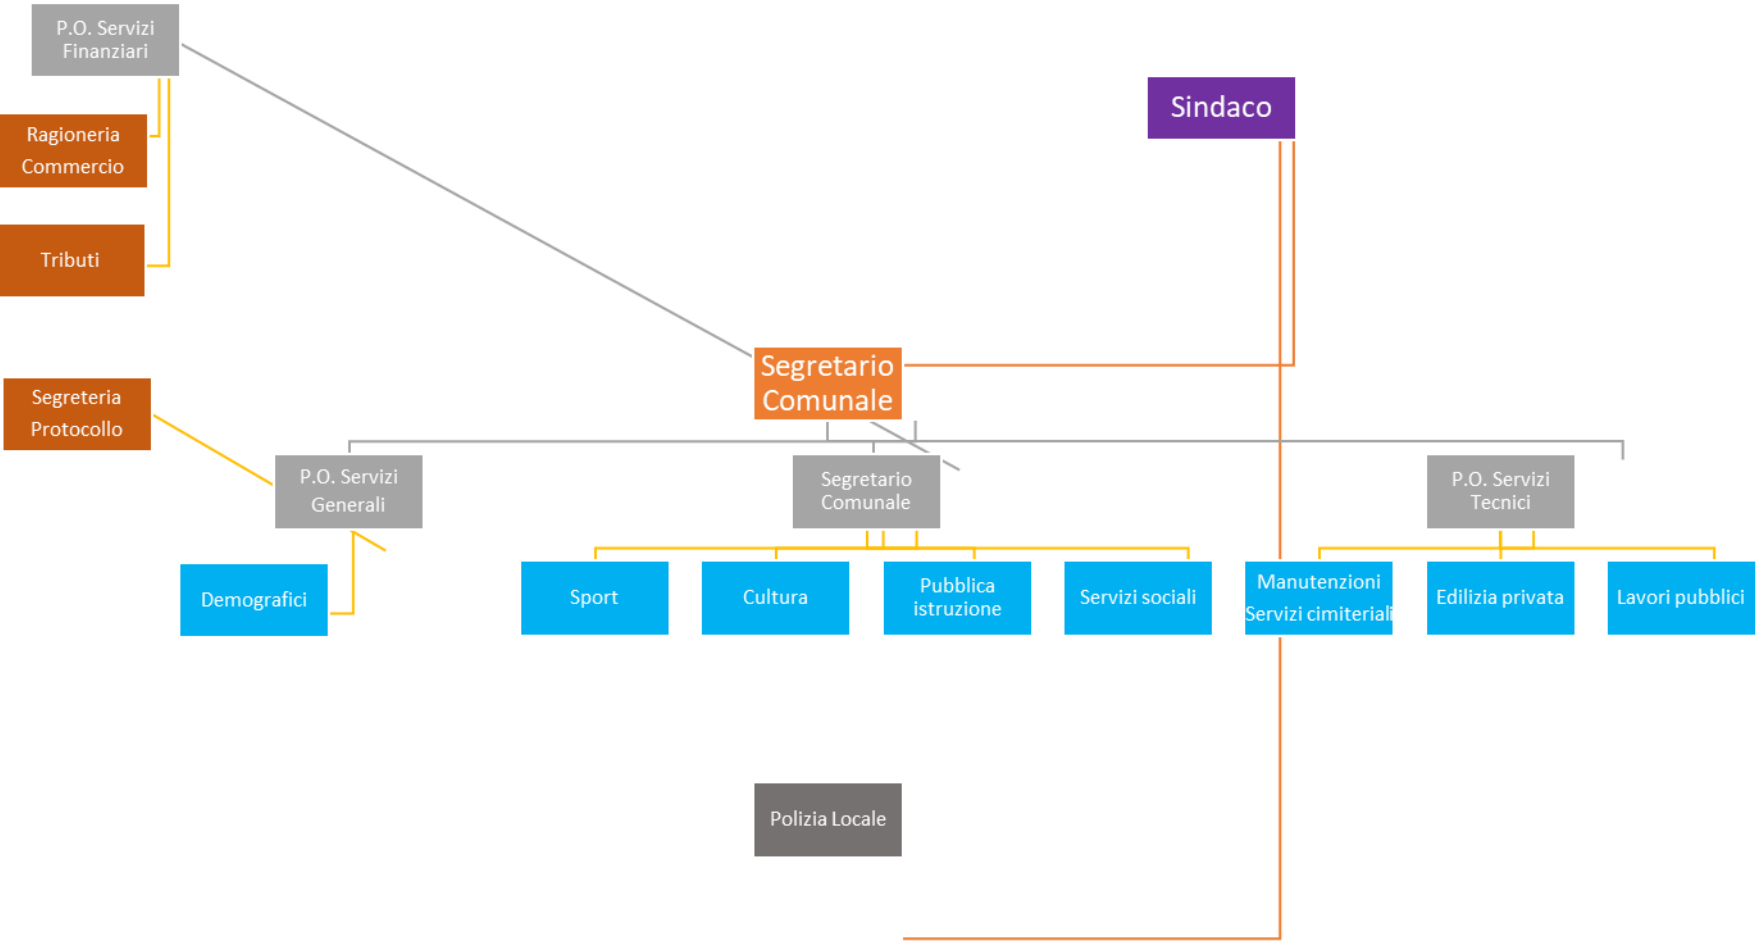 P.O. Servizi
Finanziari
Sindaco
Ragioneria
Commercio
Tributi
Segretario
Comunale
Segreteria
Protocollo
P.O. Servizi
Generali
Segretario
Comunale
P.O. Servizi
Tecnici
Demografici
Sport
Cultura
Pubblica
istruzione
Servizi sociali
Manutenzioni
Servizi cimiteriali
Edilizia privata
Lavori pubblici
Polizia Locale